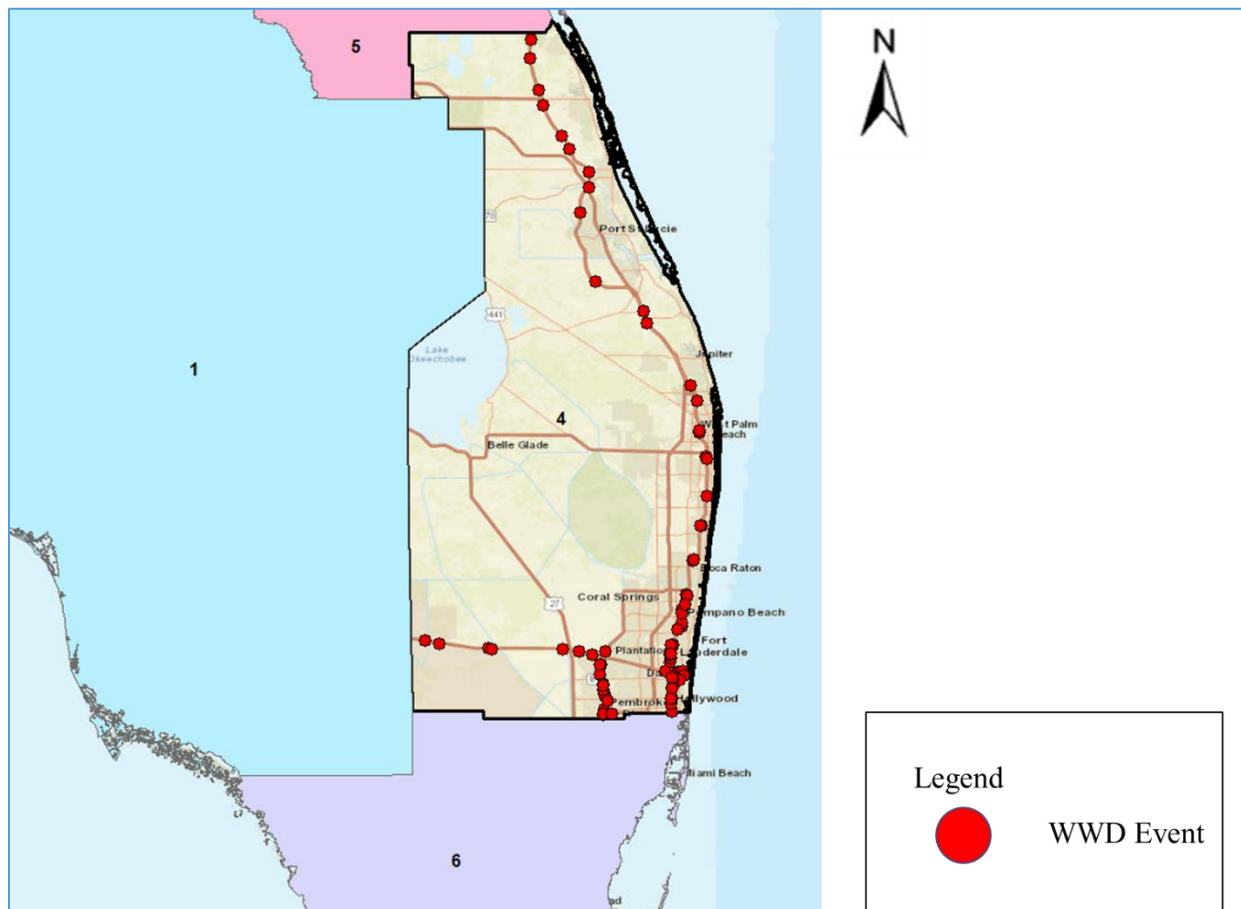 5
N
70
Port St Lucie
441
Lake
Okeechobee
Jupiter
1
4
West Palm
Beach
Belle Glade
Boca Raton
Coral Springs
27
Pompano Beach
Fort
Lauderdale
Plantation
Hollywood
Pembroke
Miami Beach
Legend
WWD Event
6